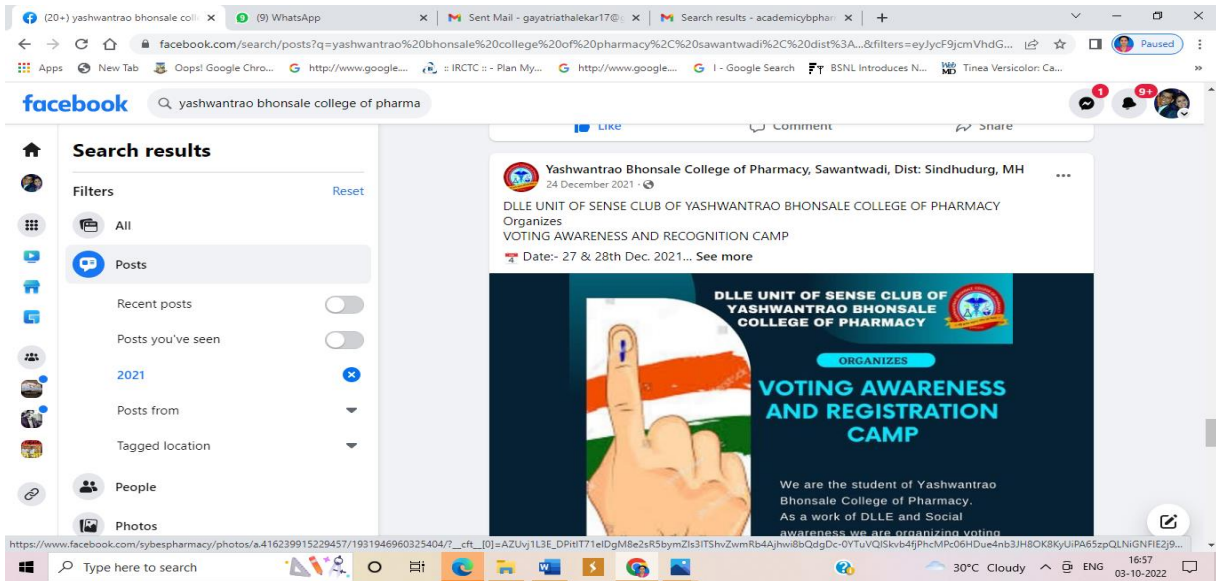 (20+) yashwantrao bhonsale coll
(9) WhatsApp
Sent Mail - gayatriathalekar17@g
Search results - academicybphar
facebook.com/search/posts?q=yashwantrao%20bhonsale%20college%20of%20pharmacy%2C%20sawantwadi%2C%20dist%3A...&filters=eyJycF9jcmVhdG...
Paused
Apps
New Tab
Oops! Google Chro...
http://www.google....
:: IRCTC :: - Plan My...
http://www.google....
I - Google Search
BSNL Introduces N...
Tinea Versicolor: Ca...
facebook
yashwantrao bhonsale college of pharma
1
9+
Search results
Filters
Reset
All
Posts
Recent posts
Posts you've seen
2021
Posts from
Tagged location
People
Photos
Like
Comment
Share
Yashwantrao Bhonsale College of Pharmacy, Sawantwadi, Dist: Sindhudurg, MH
24 December 2021 ·
DLLE UNIT OF SENSE CLUB OF YASHWANTRAO BHONSALE COLLEGE OF PHARMACY
Organizes
VOTING AWARENESS AND RECOGNITION CAMP
Date:- 27 & 28th Dec. 2021... See more
DLLE UNIT OF SENSE CLUB OF
YASHWANTRAO BHONSALE
COLLEGE OF PHARMACY
ORGANIZES
VOTING AWARENESS
AND REGISTRATION
CAMP
We are the student of Yashwantrao
Bhonsale College of Pharmacy.
As a work of DLLE and Social
awareness we are organizing voting
Type here to search
30°C Cloudy
ENG
16:57
03-10-2022